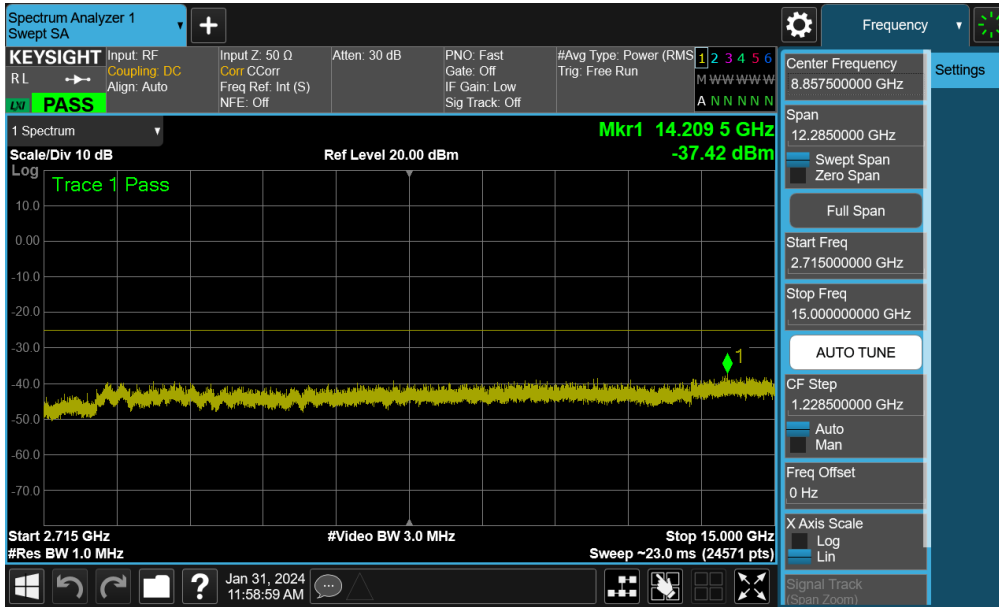 Spectrum Analyzer 1
Swept SA
Frequency
KEYSIGHT
R L
LXI
PASS
Input: RF
Coupling: DC
Align: Auto
Input Z: 50 Ω
Corr CCorr
Freq Ref: Int (S)
NFE: Off
Atten: 30 dB
PNO: Fast
Gate: Off
IF Gain: Low
Sig Track: Off
#Avg Type: Power (RMS
Trig: Free Run
1 2 3 4 5 6
M W W W W W
A N N N N N
1 Spectrum
Mkr1 14.209 5 GHz
-37.42 dBm
Scale/Div 10 dB
Ref Level 20.00 dBm
Log
Trace 1 Pass
10.0
0.00
-10.0
-20.0
-30.0
-40.0
-50.0
-60.0
-70.0
1
Start 2.715 GHz
#Video BW 3.0 MHz
Stop 15.000 GHz
#Res BW 1.0 MHz
Sweep ~23.0 ms (24571 pts)
Center Frequency
8.857500000 GHz
Span
12.2850000 GHz
Swept Span
Zero Span
Full Span
Start Freq
2.715000000 GHz
Stop Freq
15.000000000 GHz
AUTO TUNE
CF Step
1.228500000 GHz
Auto
Man
Freq Offset
0 Hz
X Axis Scale
Log
Lin
Signal Track
(Span Zoom)
Settings
?
Jan 31, 2024
11:58:59 AM